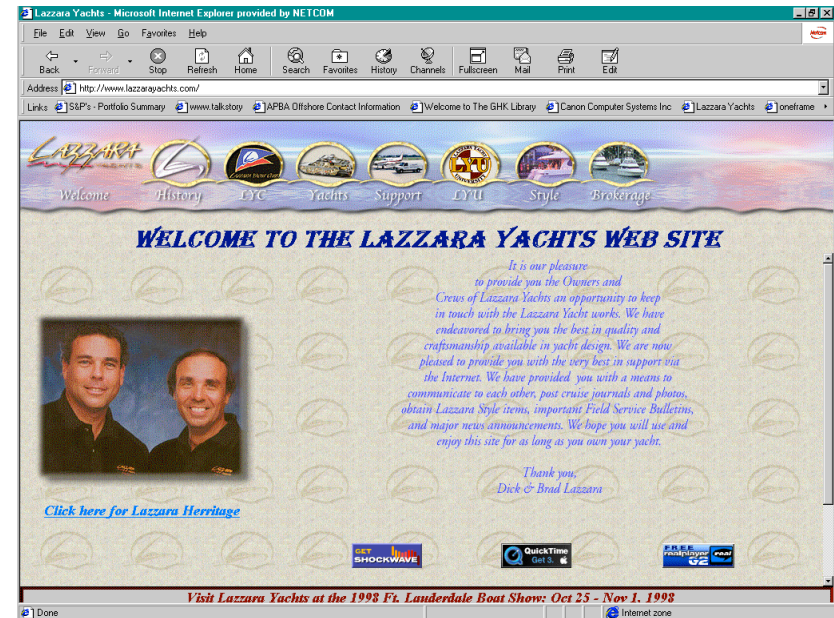 Lazzara Yachts - Microsoft Internet Explorer provided by NETCOM
File Edit View Go Favorites Help
Netcom
Back Forward Stop Refresh Home Search Favorites History Channels Fullscreen Mail Print Edit
Address http://www.lazzarayachts.com/
Links S&P's - Portfolio Summary www.talkstory APBA Offshore Contact Information Welcome to The GHK Library Canon Computer Systems Inc Lazzara Yachts oneframe
LAZZARA
LYU
Welcome History LYC Yachts Support LYU Style Brokerage
WELCOME TO THE LAZZARA YACHTS WEB SITE
It is our pleasure
to provide you the Owners and
Crews of Lazzara Yachts an opportunity to keep
in touch with the Lazzara Yacht works. We have
endeavored to bring you the best in quality and
craftsmanship available in yacht design. We are now
pleased to provide you with the very best in support via
the Internet. We have provided you with a means to
communicate to each other, post cruise journals and photos,
obtain Lazzara Style items, important Field Service Bulletins,
and major news announcements. We hope you will use and
enjoy this site for as long as you own your yacht.
Thank you,
Dick & Brad Lazzara
Click here for Lazzara Herritage
GET SHOCKWAVE
QuickTime
Get 3.
FREE
realplayer real
G2
Visit Lazzara Yachts at the 1998 Ft. Lauderdale Boat Show: Oct 25 - Nov 1. 1998
Done Internet zone